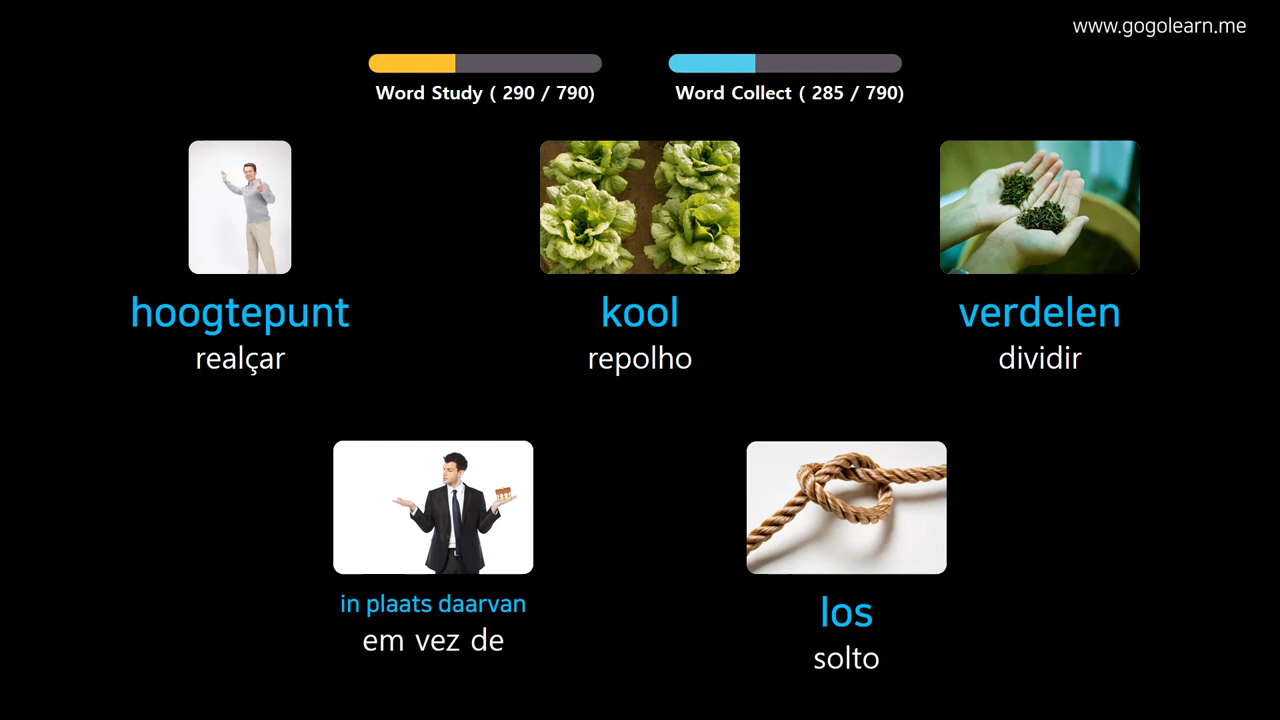 www.gogolearn.me
Word Study ( 290 / 790)
Word Collect ( 285 / 790)
hoogtepunt
realçar
kool
repolho
verdelen
dividir
in plaats daarvan
em vez de
los
solto